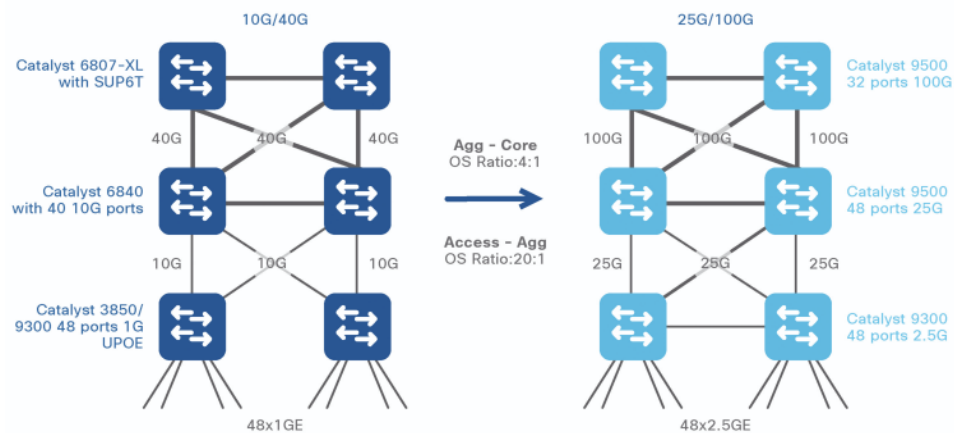 10G/40G
25G/100G
Catalyst 6807-XL
with SUP6T
Catalyst 9500
32 ports 100G
40G
40G
40G
100G
100G
100G
Agg - Core
OS Ratio:4:1
Catalyst 6840
with 40 10G ports
Catalyst 9500
48 ports 25G
Access - Agg
OS Ratio:20:1
10G
10G
10G
25G
25G
25G
Catalyst 3850/
9300 48 ports 1G
UPOE
Catalyst 9300
48 ports 2.5G
48x1GE
48x2.5GE